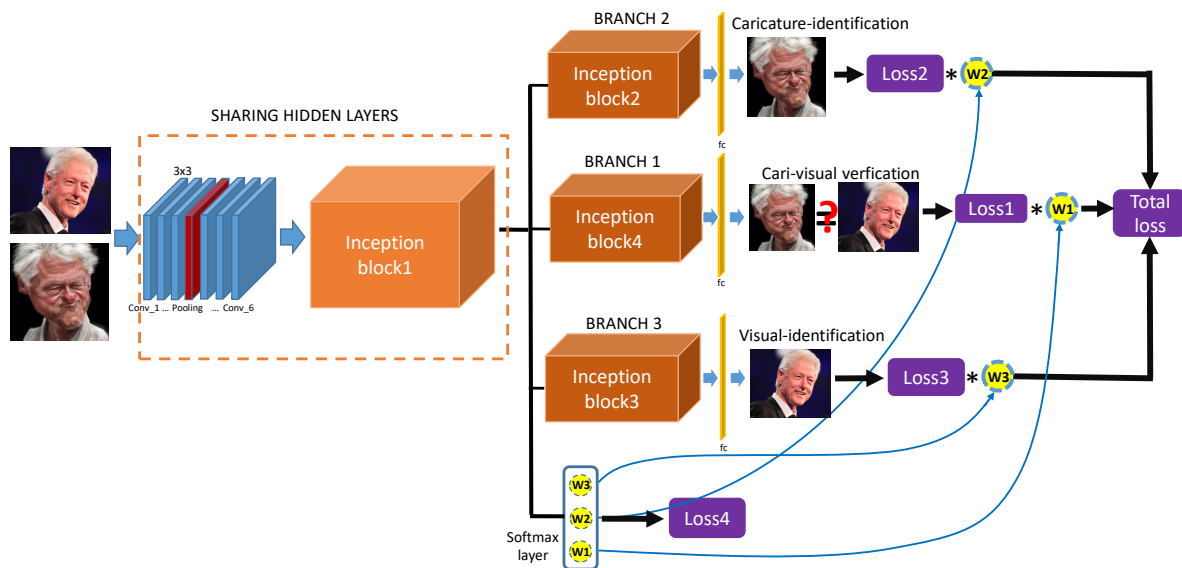 BRANCH 2
Caricature-identification
Inception
block2
fc
Loss2
*
W2
SHARING HIDDEN LAYERS
3x3
Conv_1 ... Pooling ... Conv_6
Inception
block1
BRANCH 1
Cari-visual verfication
Inception
block4
fc
?
Loss1
*
W1
Total
loss
BRANCH 3
Visual-identification
Inception
block3
fc
Loss3
*
W3
W3
W2
W1
Softmax
layer
Loss4